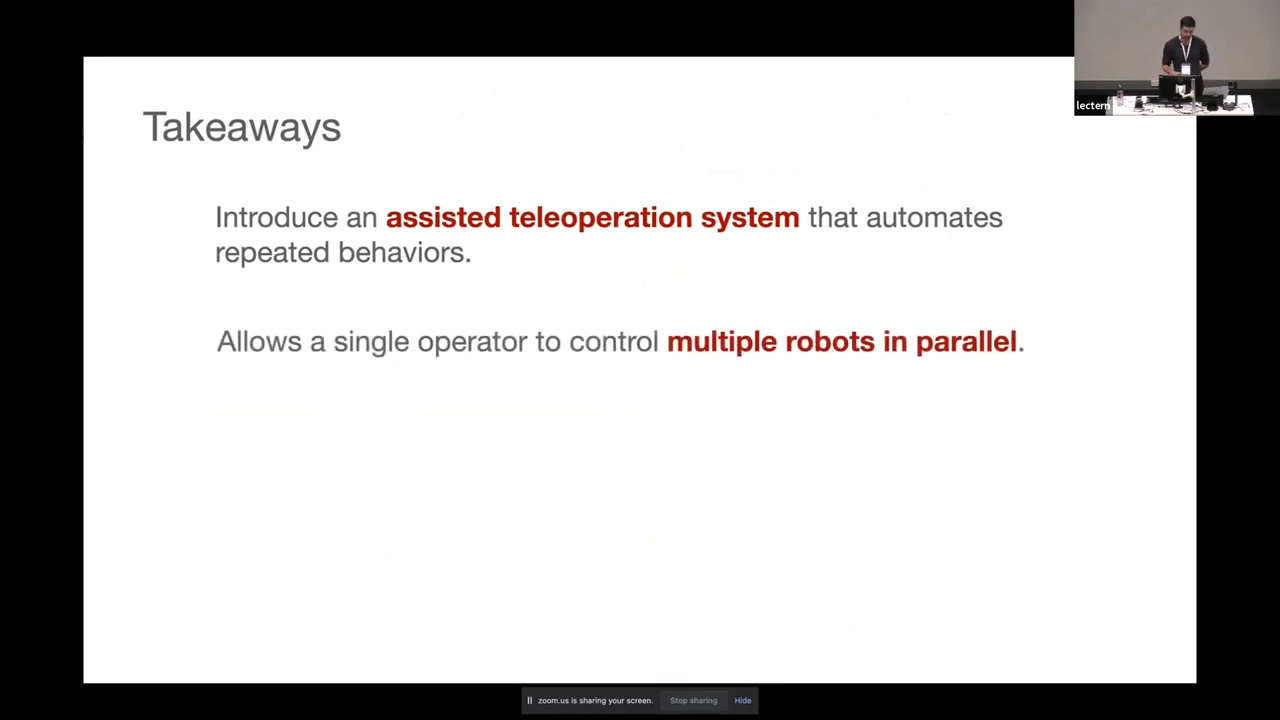 lectern
Takeaways
Introduce an assisted teleoperation system that automates
repeated behaviors.
Allows a single operator to control multiple robots in parallel.
zoom.us is sharing your screen. Stop sharing Hide